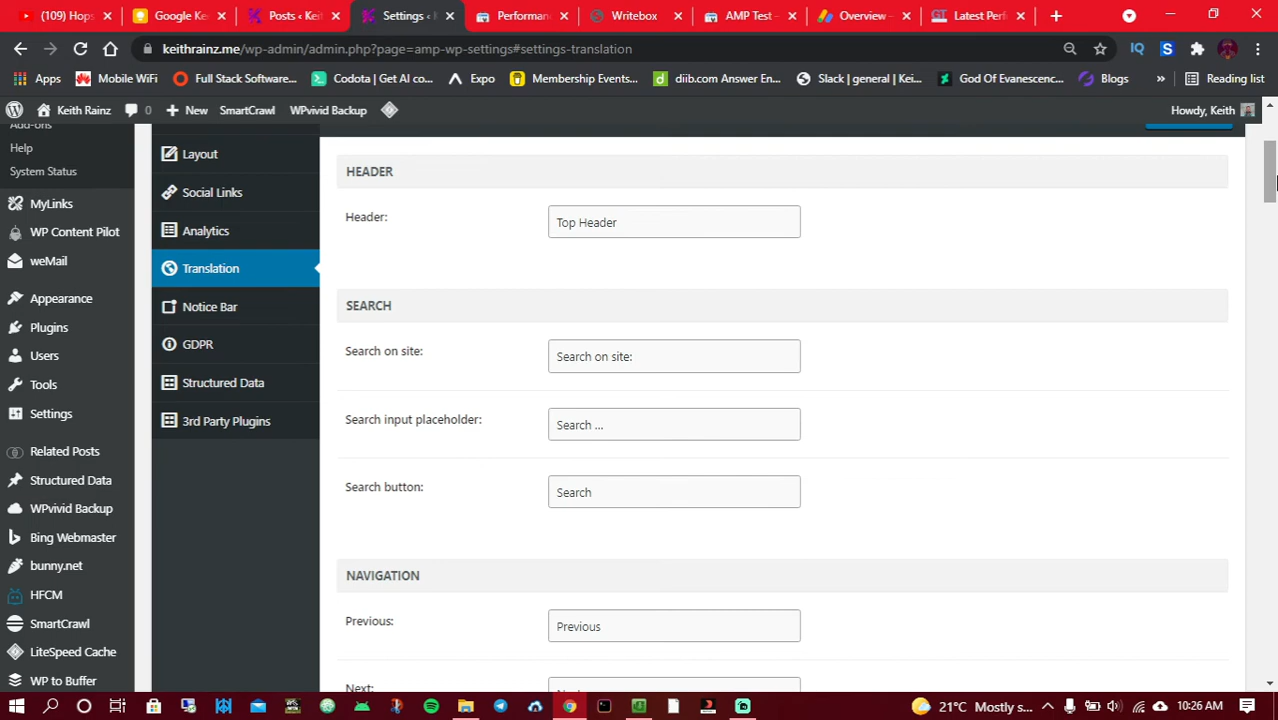 (109) Hops
Google Ke
Posts ‹ Keit
Settings ‹
Performan
Writebox
AMP Test –
Overview –
Latest Perf
keithrainz.me/wp-admin/admin.php?page=amp-wp-settings#settings-translation
Apps
Mobile WiFi
Full Stack Software...
Codota | Get AI co...
Expo
Membership Events...
diib.com Answer En...
Slack | general | Kei...
God Of Evanescenc...
Blogs
»
Reading list
Keith Rainz
0
New
SmartCrawl
WPvivid Backup
Howdy, Keith
Add-ons
Help
System Status
MyLinks
WP Content Pilot
weMail
Appearance
Plugins
Users
Tools
Settings
Related Posts
Structured Data
WPvivid Backup
Bing Webmaster
bunny.net
HFCM
SmartCrawl
LiteSpeed Cache
WP to Buffer
Layout
Social Links
Analytics
Translation
Notice Bar
GDPR
Structured Data
3rd Party Plugins
HEADER
Header:
Top Header
SEARCH
Search on site:
Search on site:
Search input placeholder:
Search ...
Search button:
Search
NAVIGATION
Previous:
Previous
Next:
21°C Mostly s...
10:26 AM